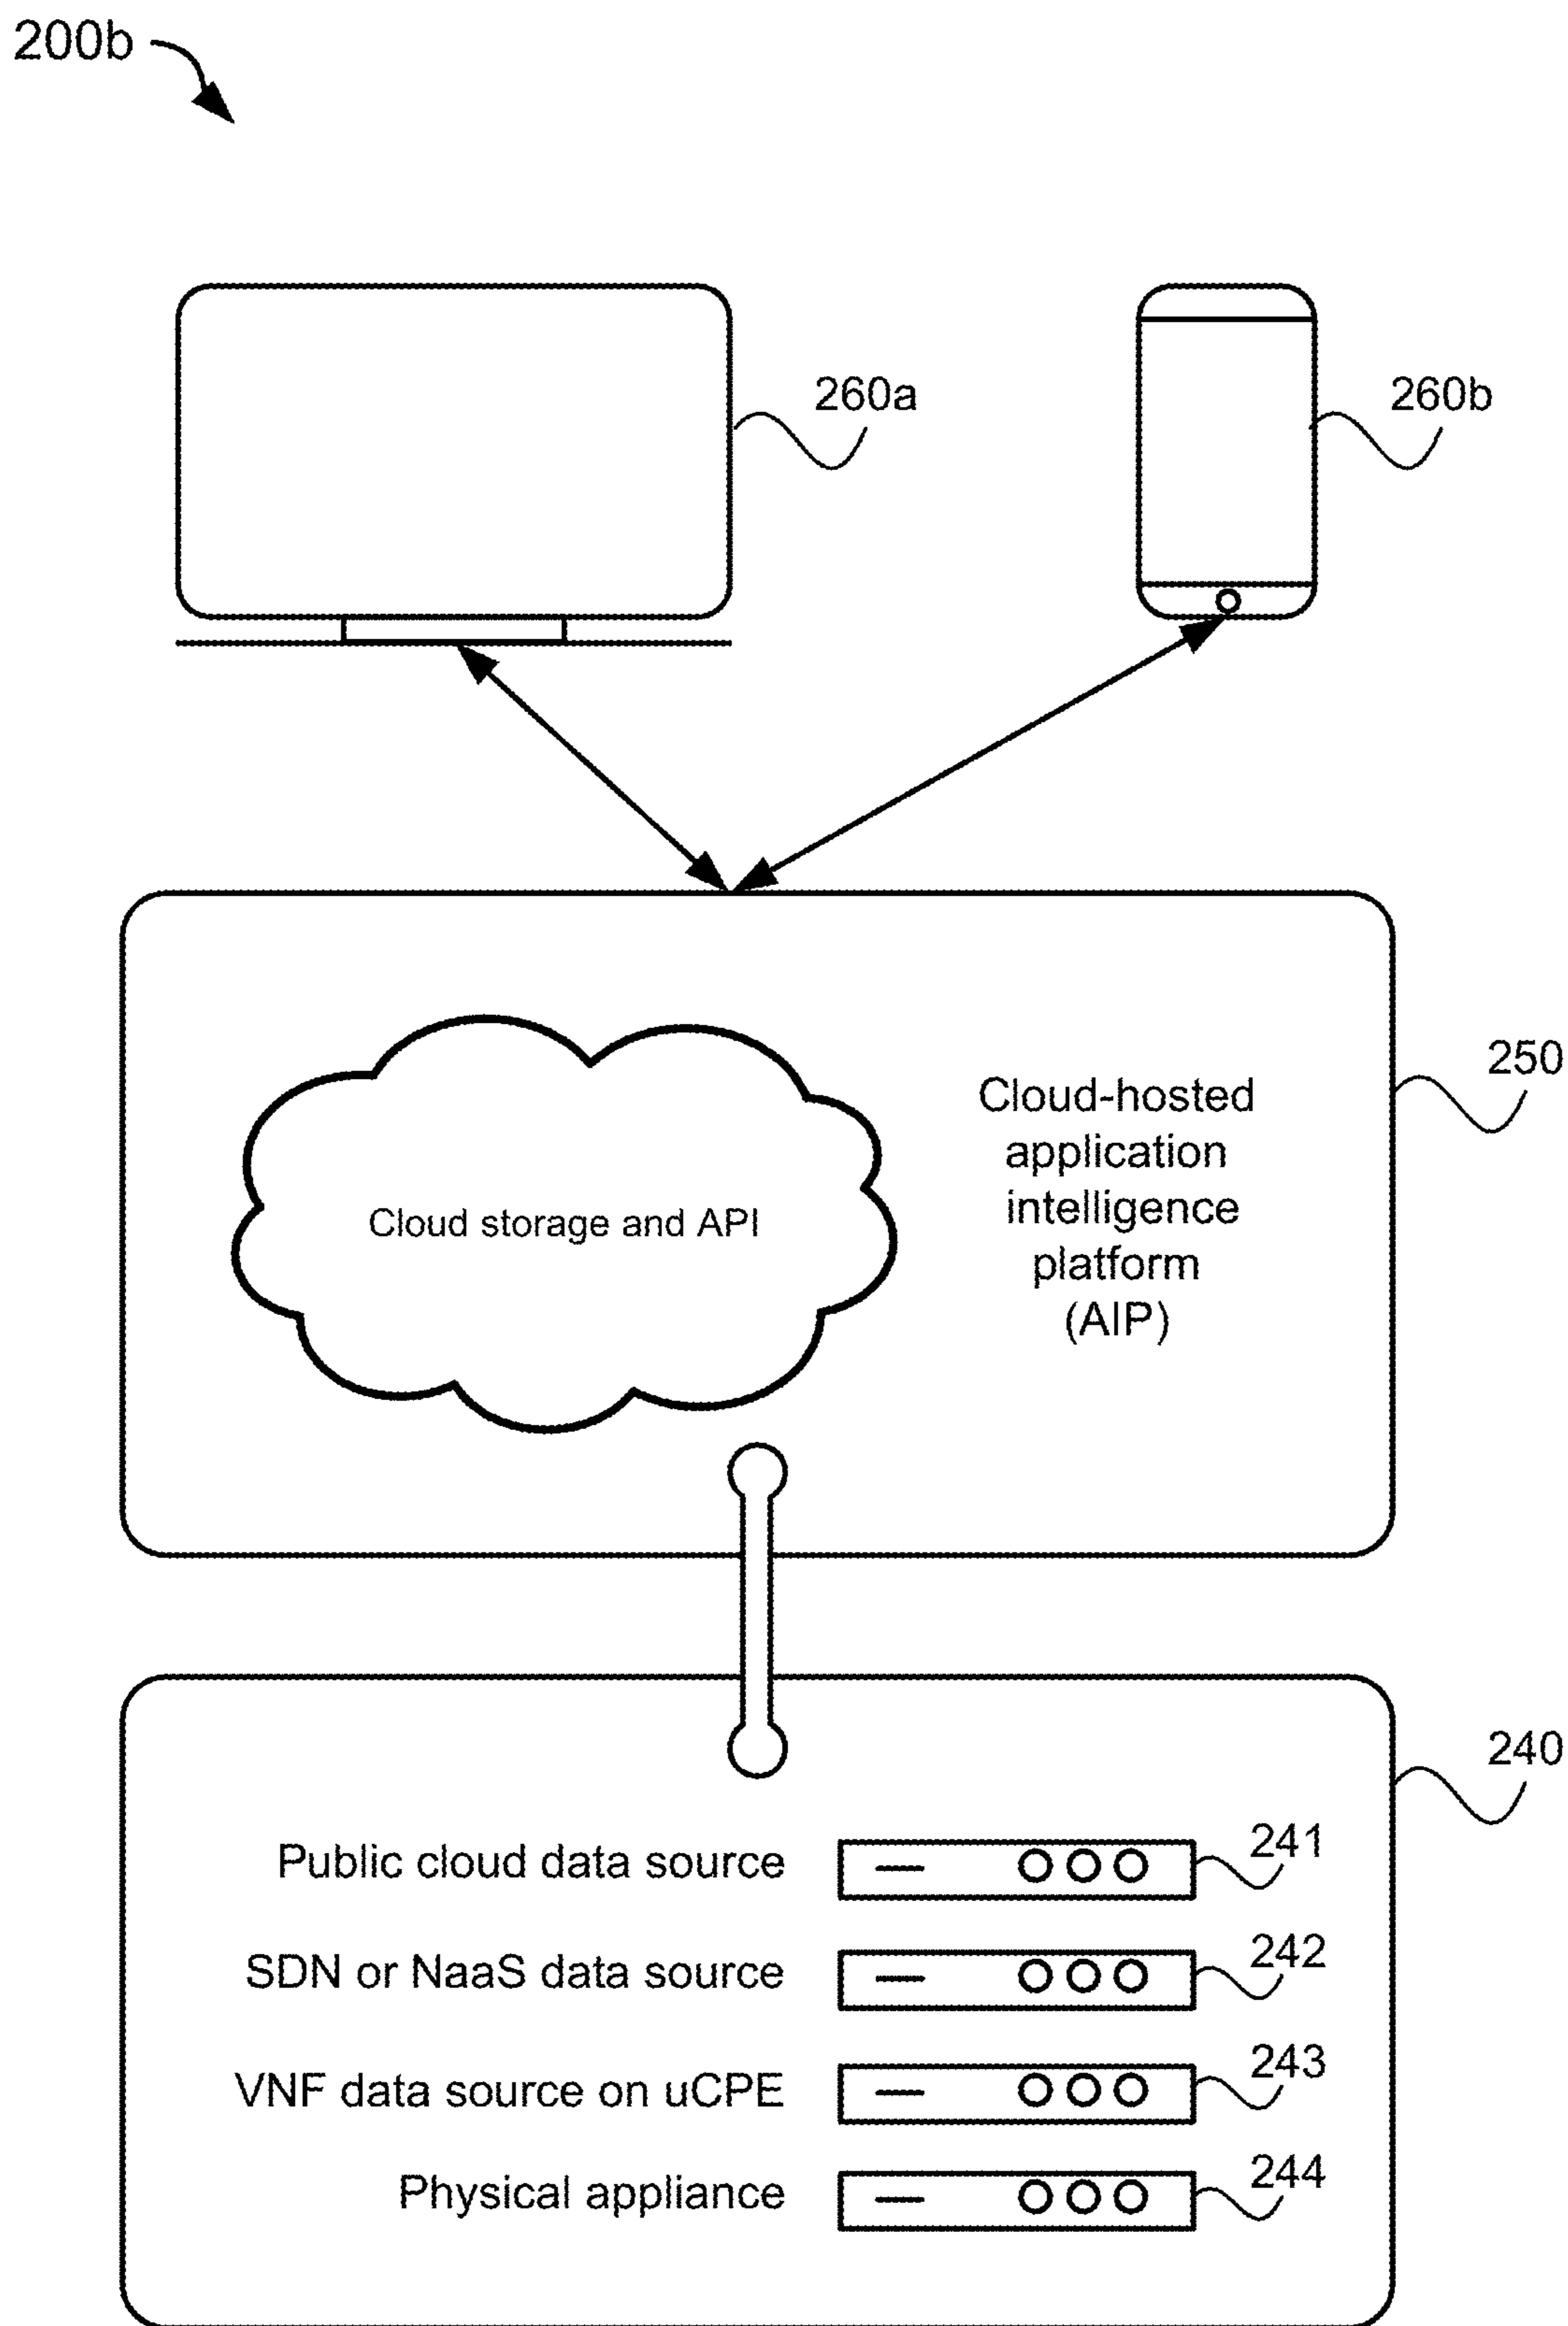 200b
260a
260b
250
Cloud-hosted
application
intelligence
platform
(AIP)
Cloud storage and API
240
Public cloud data source
241
SDN or NaaS data source
242
VNF data source on uCPE
243
Physical appliance
244